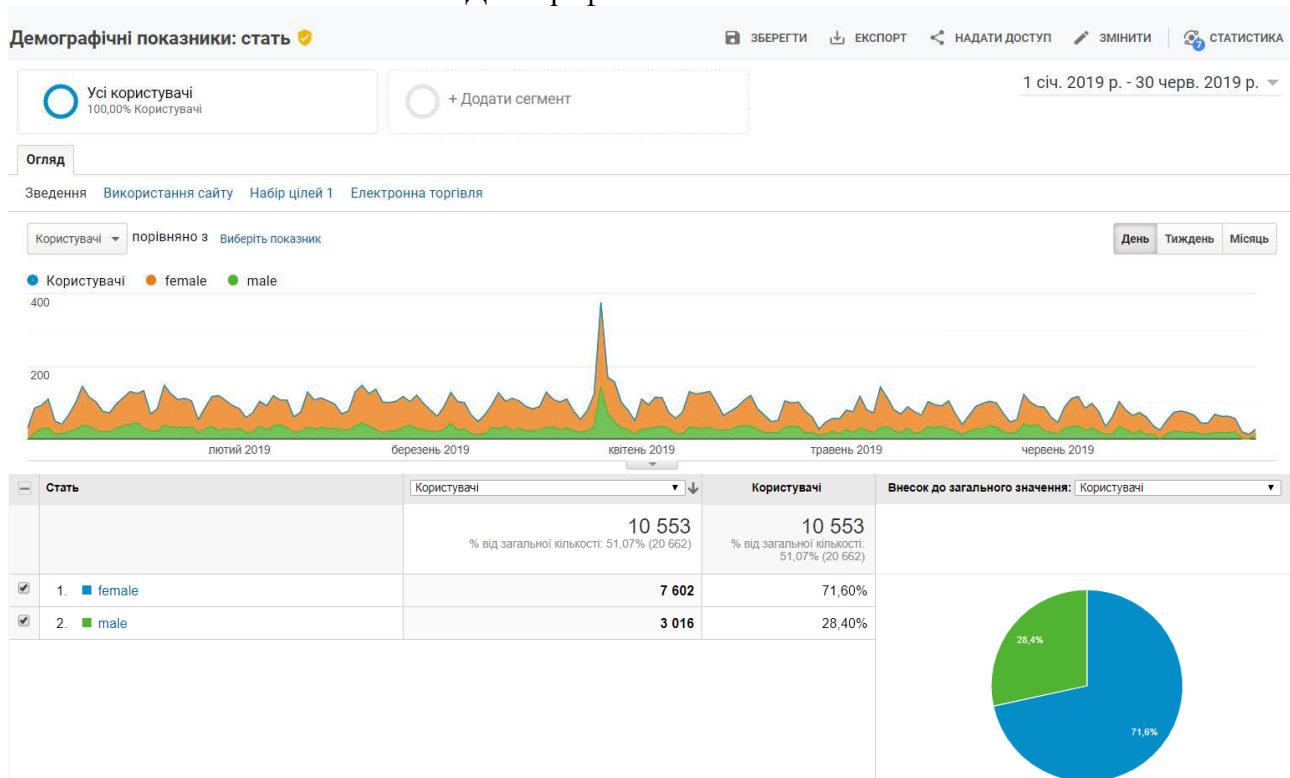 Демографічні показники: стать
ЗБЕРЕГТИ ЕКСПОРТ НАДАТИ ДОСТУП ЗМІНИТИ 7 СТАТИСТИКА
Усі користувачі
100,00% Користувачі
+ Додати сегмент
1 січ. 2019 р. - 30 черв. 2019 р.
Огляд
Зведення Використання сайту Набір цілей 1 Електронна торгівля
Користувачі порівняно з Виберіть показник
День Тиждень Місяць
Користувачі female male
400
200
лютий 2019 березень 2019 квітень 2019 травень 2019 червень 2019
Стать Користувачі Користувачі Внесок до загального значення: Користувачі
10 553 10 553
% від загальної кількості: 51,07% (20 662) % від загальної кількості:
51,07% (20 662)
1. female 7 602 71,60%
2. male 3 016 28,40%
28,4%
71,6%